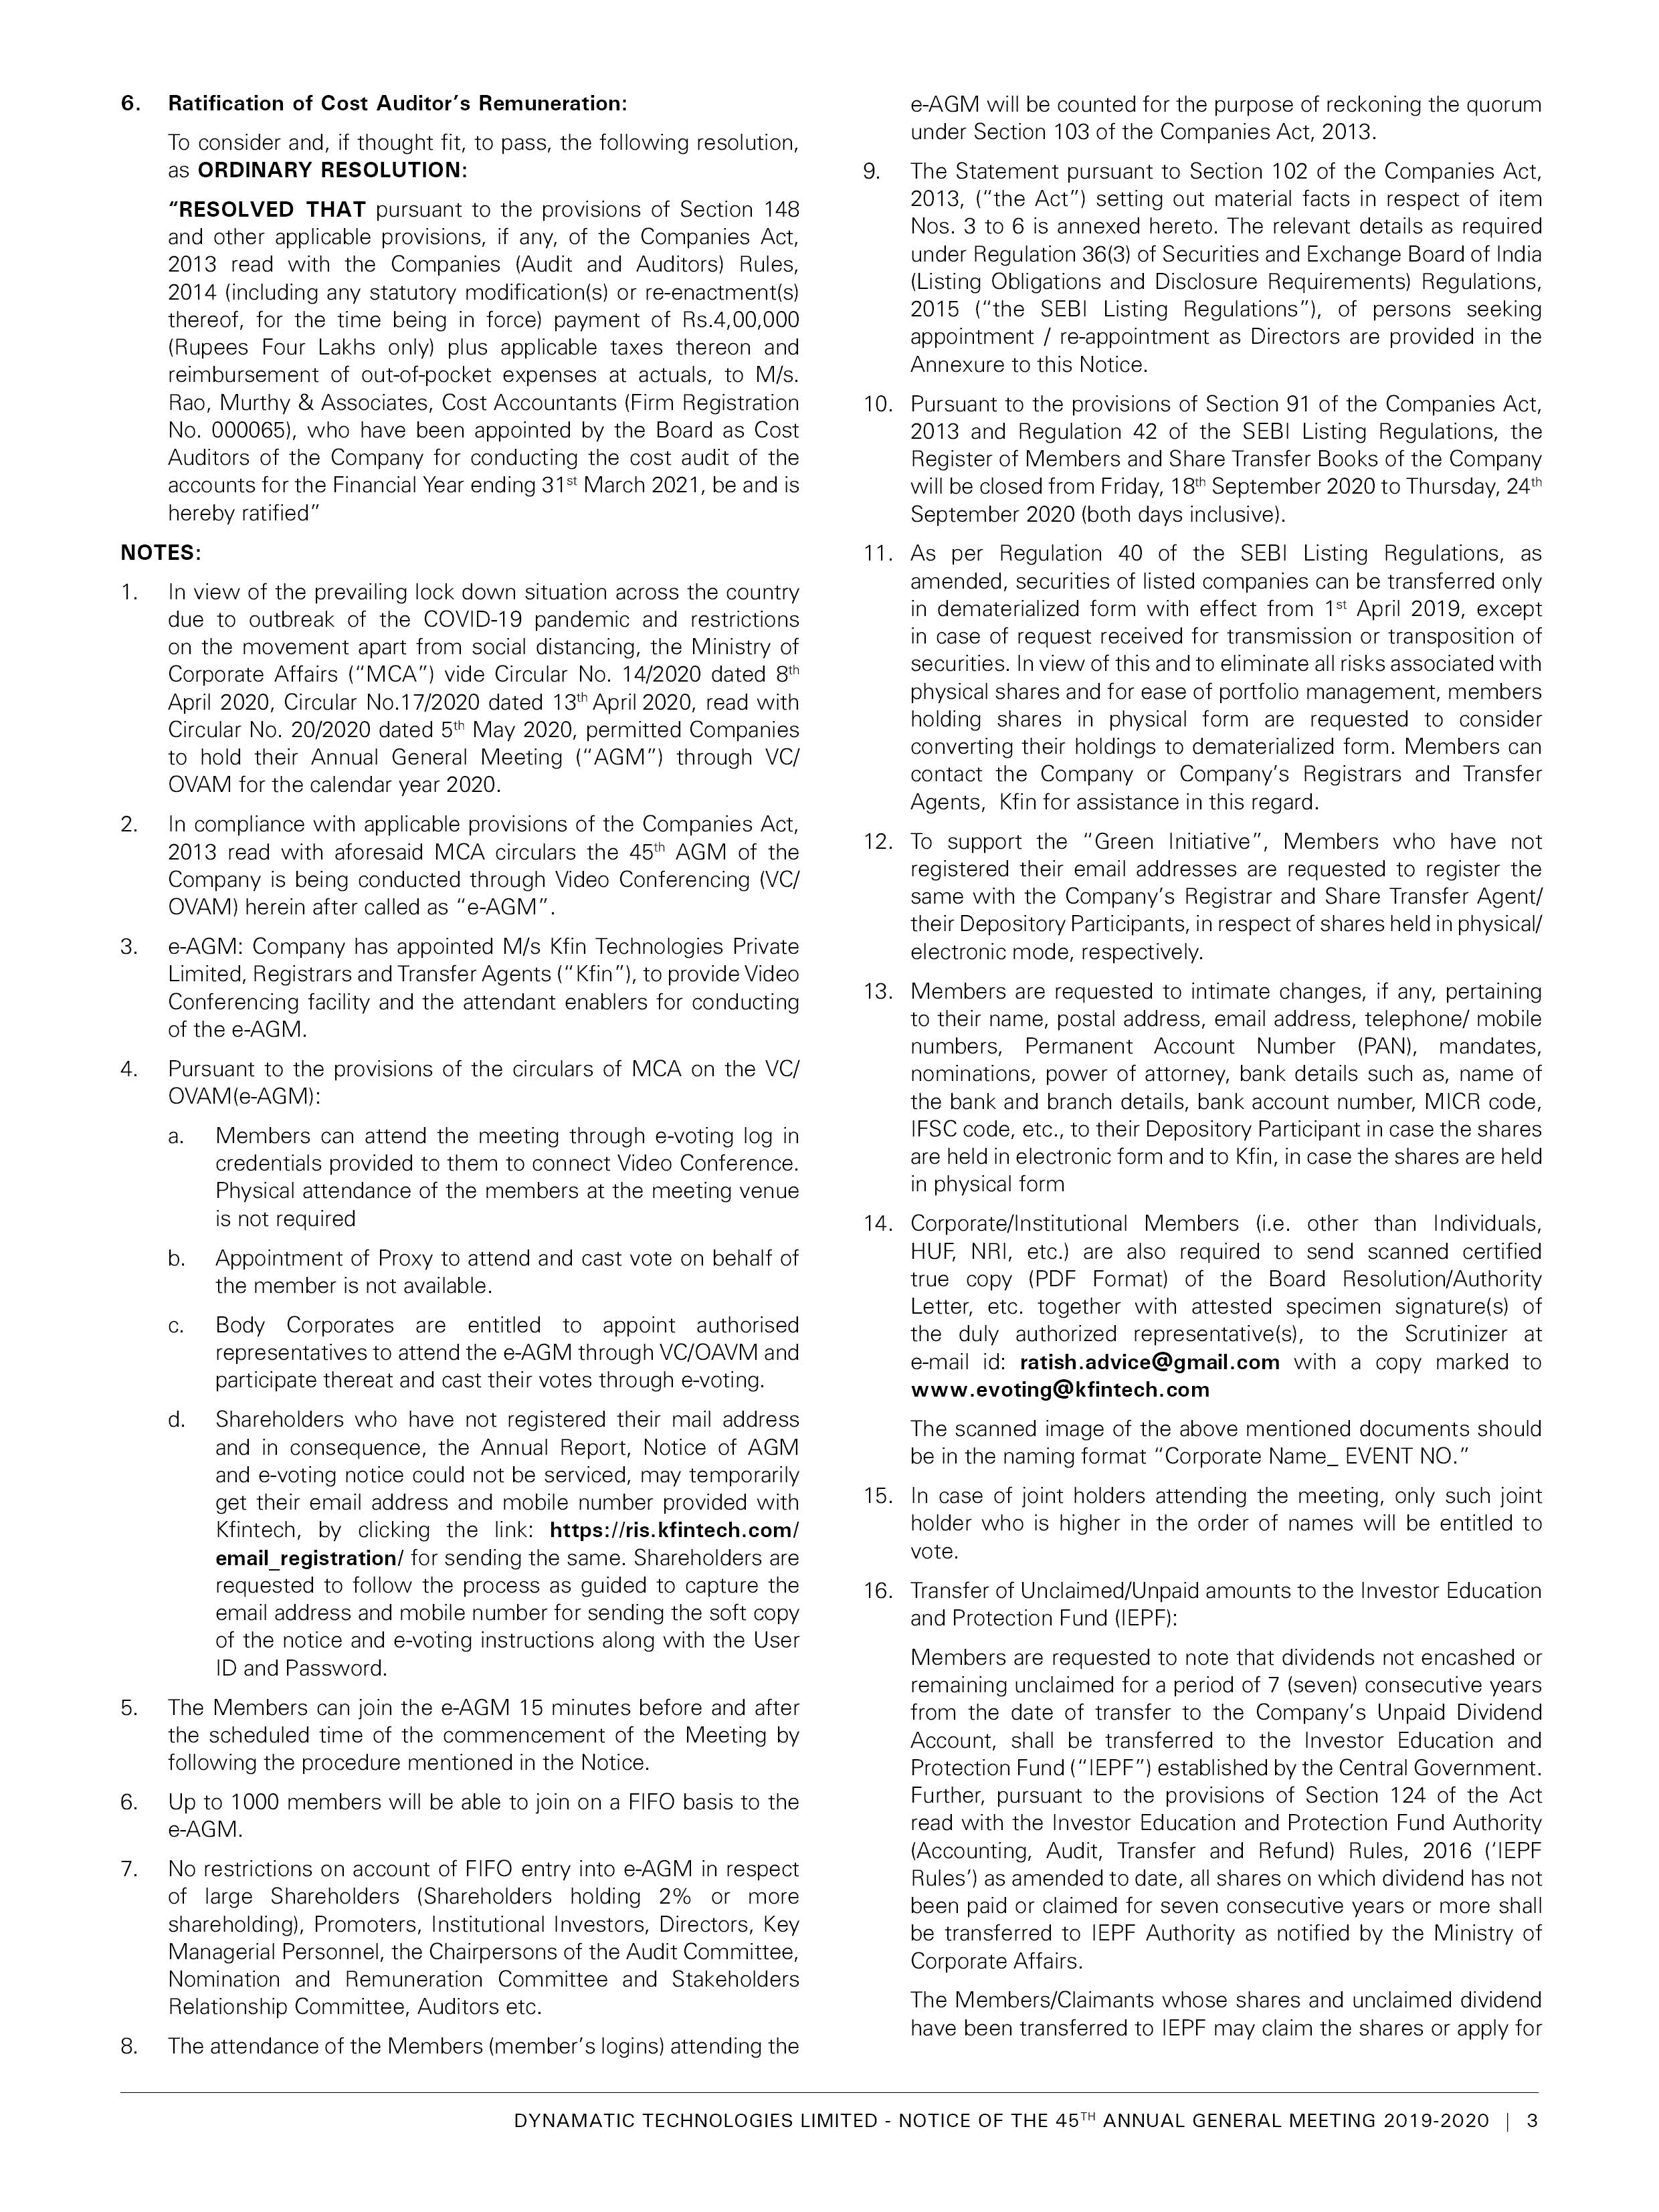 6. Ratification of Cost Auditor’s Remuneration:
To consider and, if thought fit, to pass, the following resolution,
as ORDINARY RESOLUTION:
“RESOLVED THAT pursuant to the provisions of Section 148
and other applicable provisions, if any, of the Companies Act,
2013 read with the Companies (Audit and Auditors) Rules,
2014 (including any statutory modification(s) or re-enactment(s)
thereof, for the time being in force) payment of Rs.4,00,000
(Rupees Four Lakhs only) plus applicable taxes thereon and
reimbursement of out-of-pocket expenses at actuals, to M/s.
Rao, Murthy & Associates, Cost Accountants (Firm Registration
No. 000065), who have been appointed by the Board as Cost
Auditors of the Company for conducting the cost audit of the
accounts for the Financial Year ending 31st March 2021, be and is
hereby ratified”
NOTES:
1. In view of the prevailing lock down situation across the country
due to outbreak of the COVID-19 pandemic and restrictions
on the movement apart from social distancing, the Ministry of
Corporate Affairs (“MCA”) vide Circular No. 14/2020 dated 8th
April 2020, Circular No.17/2020 dated 13th April 2020, read with
Circular No. 20/2020 dated 5th May 2020, permitted Companies
to hold their Annual General Meeting (“AGM”) through VC/
OVAM for the calendar year 2020.
2. In compliance with applicable provisions of the Companies Act,
2013 read with aforesaid MCA circulars the 45th AGM of the
Company is being conducted through Video Conferencing (VC/
OVAM) herein after called as “e-AGM”.
3. e-AGM: Company has appointed M/s Kfin Technologies Private
Limited, Registrars and Transfer Agents (“Kfin”), to provide Video
Conferencing facility and the attendant enablers for conducting
of the e-AGM.
4. Pursuant to the provisions of the circulars of MCA on the VC/
OVAM(e-AGM):
a. Members can attend the meeting through e-voting log in
credentials provided to them to connect Video Conference.
Physical attendance of the members at the meeting venue
is not required
b. Appointment of Proxy to attend and cast vote on behalf of
the member is not available.
c. Body Corporates are entitled to appoint authorised
representatives to attend the e-AGM through VC/OAVM and
participate thereat and cast their votes through e-voting.
d. Shareholders who have not registered their mail address
and in consequence, the Annual Report, Notice of AGM
and e-voting notice could not be serviced, may temporarily
get their email address and mobile number provided with
Kfintech, by clicking the link: https://ris.kfintech.com/
email_registration/ for sending the same. Shareholders are
requested to follow the process as guided to capture the
email address and mobile number for sending the soft copy
of the notice and e-voting instructions along with the User
ID and Password.
5. The Members can join the e-AGM 15 minutes before and after
the scheduled time of the commencement of the Meeting by
following the procedure mentioned in the Notice.
6. Up to 1000 members will be able to join on a FIFO basis to the
e-AGM.
7. No restrictions on account of FIFO entry into e-AGM in respect
of large Shareholders (Shareholders holding 2% or more
shareholding), Promoters, Institutional Investors, Directors, Key
Managerial Personnel, the Chairpersons of the Audit Committee,
Nomination and Remuneration Committee and Stakeholders
Relationship Committee, Auditors etc.
8. The attendance of the Members (member’s logins) attending the
e-AGM will be counted for the purpose of reckoning the quorum
under Section 103 of the Companies Act, 2013.
9. The Statement pursuant to Section 102 of the Companies Act,
2013, (“the Act”) setting out material facts in respect of item
Nos. 3 to 6 is annexed hereto. The relevant details as required
under Regulation 36(3) of Securities and Exchange Board of India
(Listing Obligations and Disclosure Requirements) Regulations,
2015 (“the SEBI Listing Regulations”), of persons seeking
appointment / re-appointment as Directors are provided in the
Annexure to this Notice.
10. Pursuant to the provisions of Section 91 of the Companies Act,
2013 and Regulation 42 of the SEBI Listing Regulations, the
Register of Members and Share Transfer Books of the Company
will be closed from Friday, 18th September 2020 to Thursday, 24th
September 2020 (both days inclusive).
11. As per Regulation 40 of the SEBI Listing Regulations, as
amended, securities of listed companies can be transferred only
in dematerialized form with effect from 1st April 2019, except
in case of request received for transmission or transposition of
securities. In view of this and to eliminate all risks associated with
physical shares and for ease of portfolio management, members
holding shares in physical form are requested to consider
converting their holdings to dematerialized form. Members can
contact the Company or Company’s Registrars and Transfer
Agents, Kfin for assistance in this regard.
12. To support the “Green Initiative”, Members who have not
registered their email addresses are requested to register the
same with the Company’s Registrar and Share Transfer Agent/
their Depository Participants, in respect of shares held in physical/
electronic mode, respectively.
13. Members are requested to intimate changes, if any, pertaining
to their name, postal address, email address, telephone/ mobile
numbers, Permanent Account Number (PAN), mandates,
nominations, power of attorney, bank details such as, name of
the bank and branch details, bank account number, MICR code,
IFSC code, etc., to their Depository Participant in case the shares
are held in electronic form and to Kfin, in case the shares are held
in physical form
14. Corporate/Institutional Members (i.e. other than Individuals,
HUF, NRI, etc.) are also required to send scanned certified
true copy (PDF Format) of the Board Resolution/Authority
Letter, etc. together with attested specimen signature(s) of
the duly authorized representative(s), to the Scrutinizer at
e-mail id: ratish.advice@gmail.com with a copy marked to
www.evoting@kfintech.com
The scanned image of the above mentioned documents should
be in the naming format “Corporate Name_ EVENT NO.”
15. In case of joint holders attending the meeting, only such joint
holder who is higher in the order of names will be entitled to
vote.
16. Transfer of Unclaimed/Unpaid amounts to the Investor Education
and Protection Fund (IEPF):
Members are requested to note that dividends not encashed or
remaining unclaimed for a period of 7 (seven) consecutive years
from the date of transfer to the Company’s Unpaid Dividend
Account, shall be transferred to the Investor Education and
Protection Fund (“IEPF”) established by the Central Government.
Further, pursuant to the provisions of Section 124 of the Act
read with the Investor Education and Protection Fund Authority
(Accounting, Audit, Transfer and Refund) Rules, 2016 (‘IEPF
Rules’) as amended to date, all shares on which dividend has not
been paid or claimed for seven consecutive years or more shall
be transferred to IEPF Authority as notified by the Ministry of
Corporate Affairs.
The Members/Claimants whose shares and unclaimed dividend
have been transferred to IEPF may claim the shares or apply for
DYNAMATIC TECHNOLOGIES LIMITED - NOTICE OF THE 45TH ANNUAL GENERAL MEETING 2019-2020 | 3